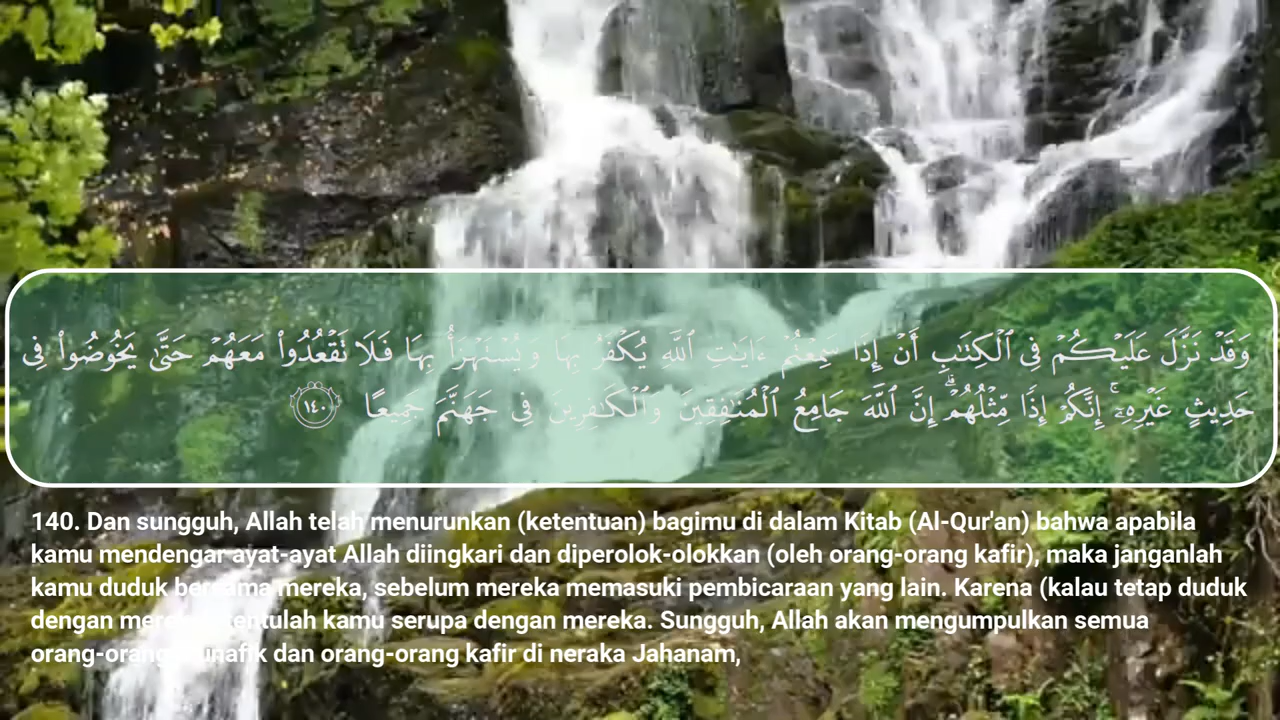 وَقَدْ نَزَّلَ عَلَيْكُمْ فِى ٱلْكِتَٰبِ أَنْ إِذَا سَمِعْتُمْ ءَايَٰتِ ٱللَّهِ يُكْفَرُ بِهَا وَيُسْتَهْزَأُ بِهَا فَلَا تَقْعُدُوا۟ مَعَهُمْ حَتَّىٰ يَخُوضُوا۟ فِى
حَدِيثٍ غَيْرِهِۦٓ ۚ إِنَّكُمْ إِذًا مِّثْلُهُمْ ۗ إِنَّ ٱللَّهَ جَامِعُ ٱلْمُنَٰفِقِينَ وَٱلْكَٰفِرِينَ فِى جَهَنَّمَ جَمِيعًا ١٤٠
140. Dan sungguh, Allah telah menurunkan (ketentuan) bagimu di dalam Kitab (Al-Qur'an) bahwa apabila
kamu mendengar ayat-ayat Allah diingkari dan diperolok-olokkan (oleh orang-orang kafir), maka janganlah
kamu duduk bersama mereka, sebelum mereka memasuki pembicaraan yang lain. Karena (kalau tetap duduk
dengan mereka), tentulah kamu serupa dengan mereka. Sungguh, Allah akan mengumpulkan semua
orang-orang munafik dan orang-orang kafir di neraka Jahanam,